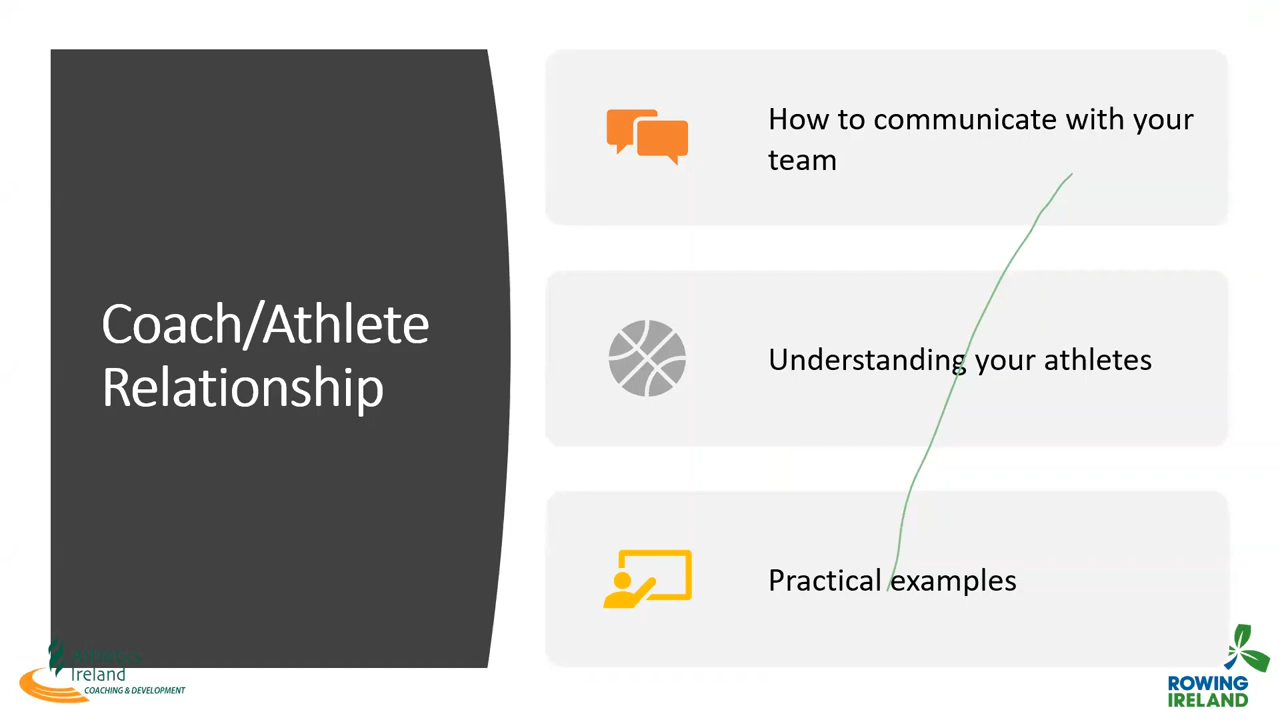 Coach/Athlete
Relationship
How to communicate with your
team
Understanding your athletes
Practical examples
Athletics
Ireland
COACHING & DEVELOPMENT
ROWING
IRELAND